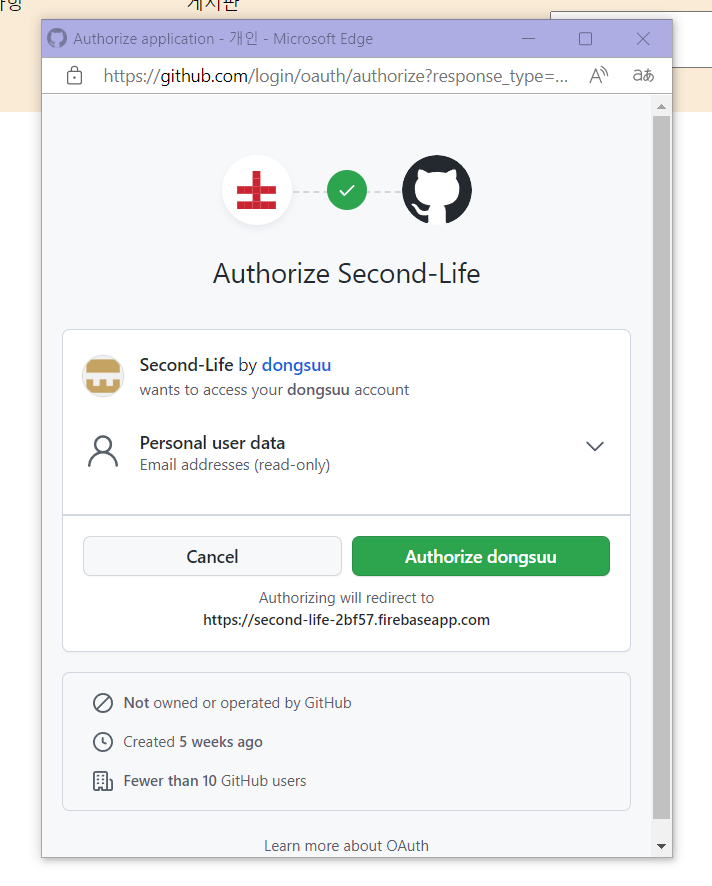 게시판
Authorize application - 개인 - Microsoft Edge
https://github.com/login/oauth/authorize?response_type=...
A aあ
Authorize Second-Life
Second-Life by dongsuu
wants to access your dongsuu account
Personal user data
Email addresses (read-only)
Cancel
Authorize dongsuu
Authorizing will redirect to
https://second-life-2bf57.firebaseapp.com
Not owned or operated by GitHub
Created 5 weeks ago
Fewer than 10 GitHub users
Learn more about OAuth